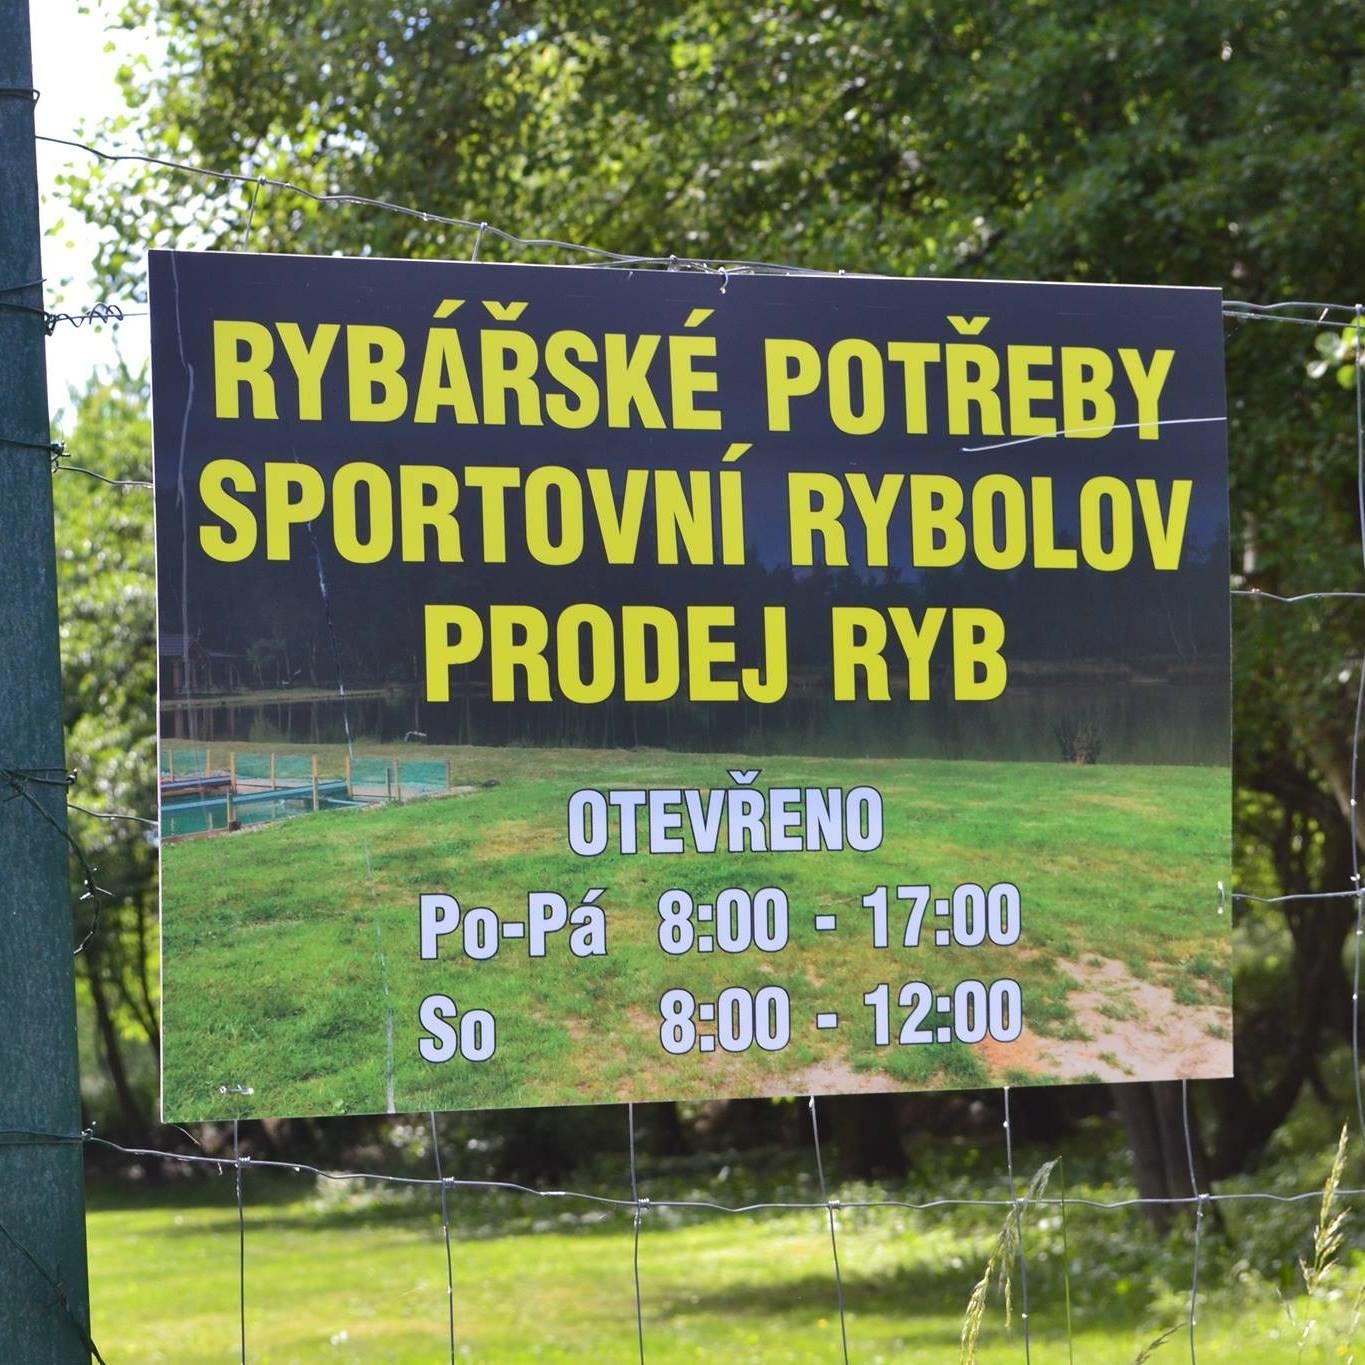 RYBÁŘSKÉ POTŘEBY
SPORTOVNÍ RYBOLOV
PRODEJ RYB
OTEVŘENO
Po-Pá 8:00 - 17:00
So 8:00 - 12:00